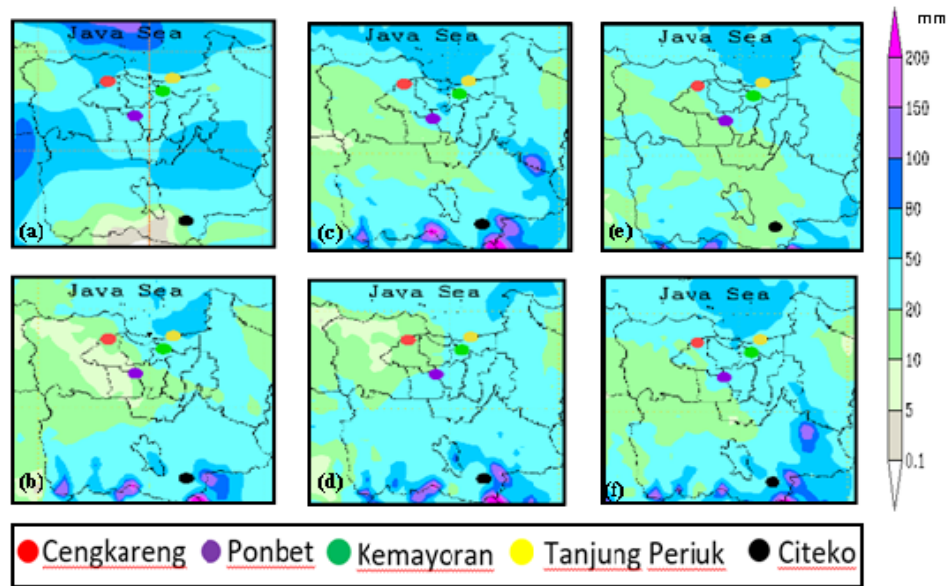 mm
Java Sea
Java Sea
Java Sea
(a)
(c)
(e)
Java Sea
Java Sea
Java Sea
(b)
(d)
(f)
200
150
100
80
50
20
10
5
0.1
Cengkareng Ponbet Kemayoran Tanjung Periuk Citeko